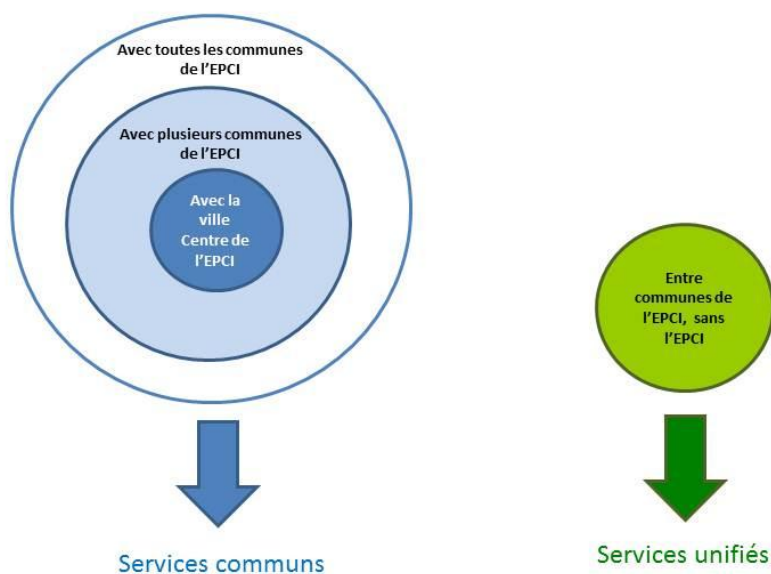 Avec toutes les communes
de l’EPCI
Avec plusieurs communes
de l’EPCI
Avec la
ville
Centre de
l’EPCI
Entre
communes de
l’EPCI, sans
l’EPCI
Services communs
Services unifiés